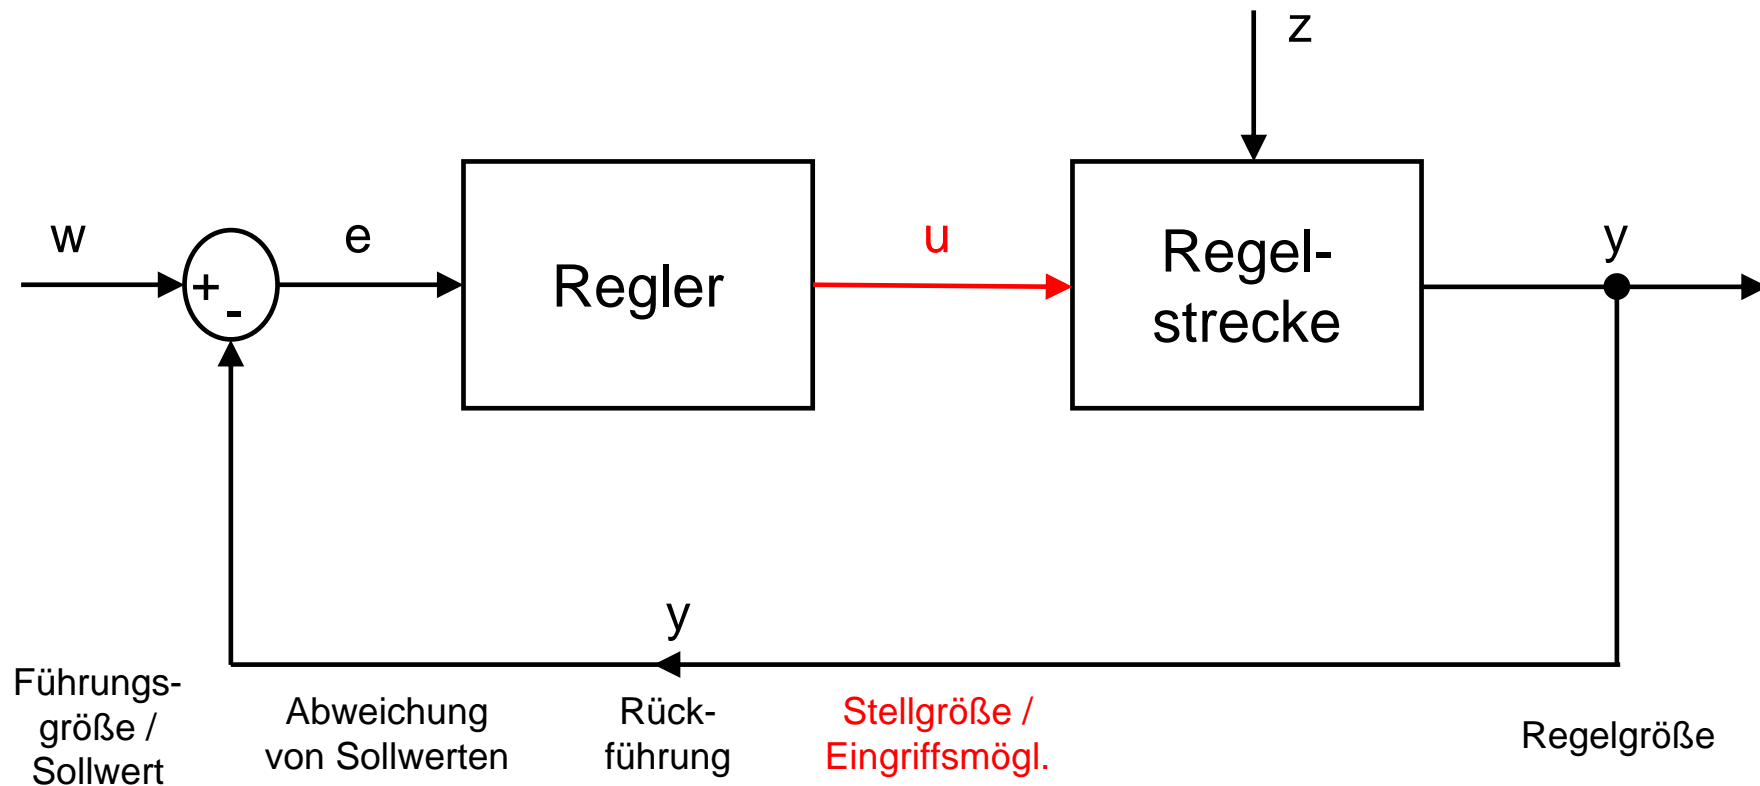 z
w
e
u
y
+
-
Regler
Regel-
strecke
y
Führungs-
größe /
Sollwert
Abweichung
von Sollwerten
Rück-
führung
Stellgröße /
Eingriffsmögl.
Regelgröße